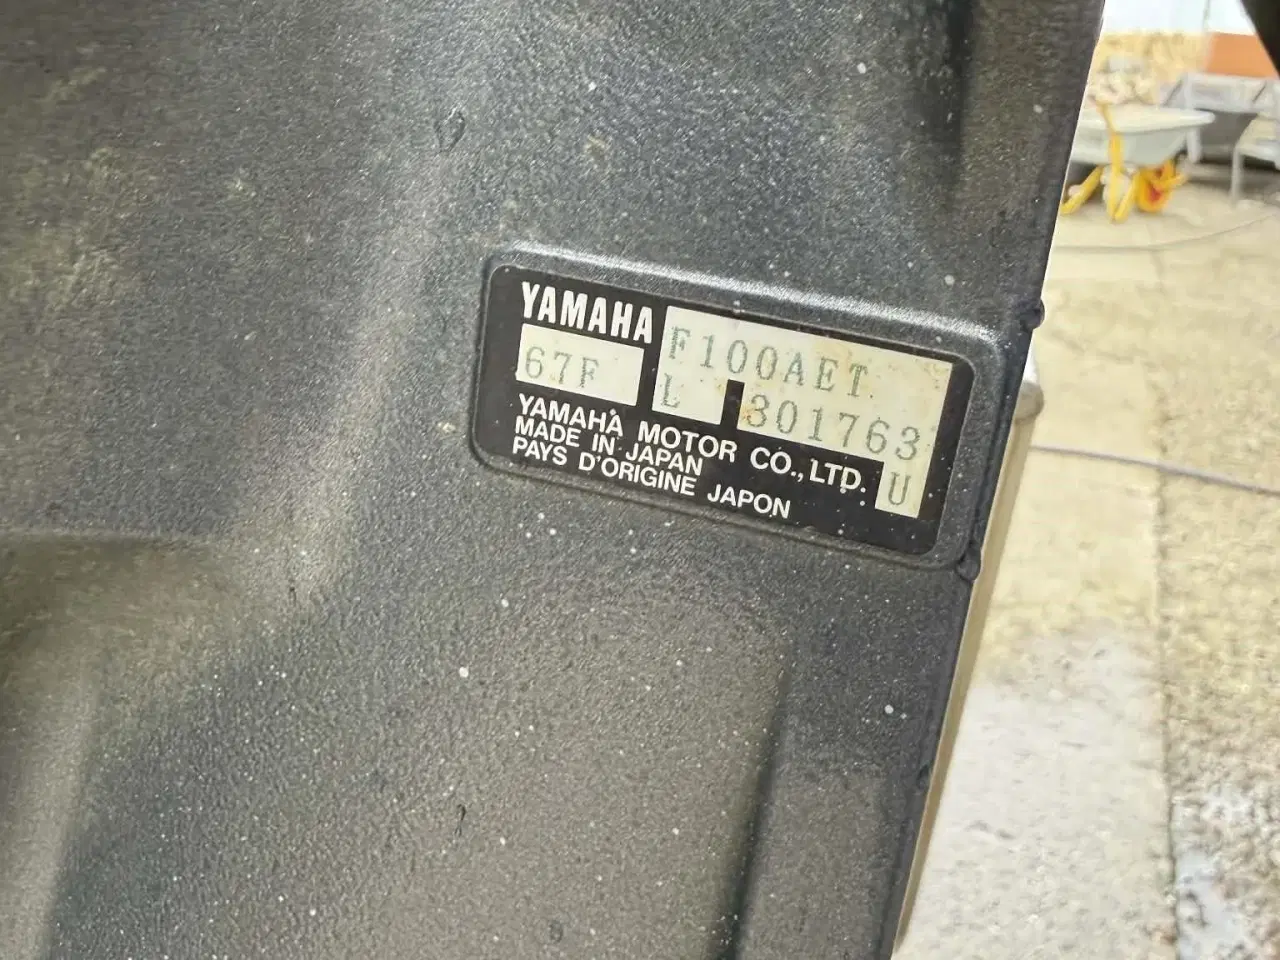 YAMAHA
F100AET
67F
L 301763
U
YAMAHA MOTOR CO., LTD.
MADE IN JAPAN
PAYS D'ORIGINE JAPON